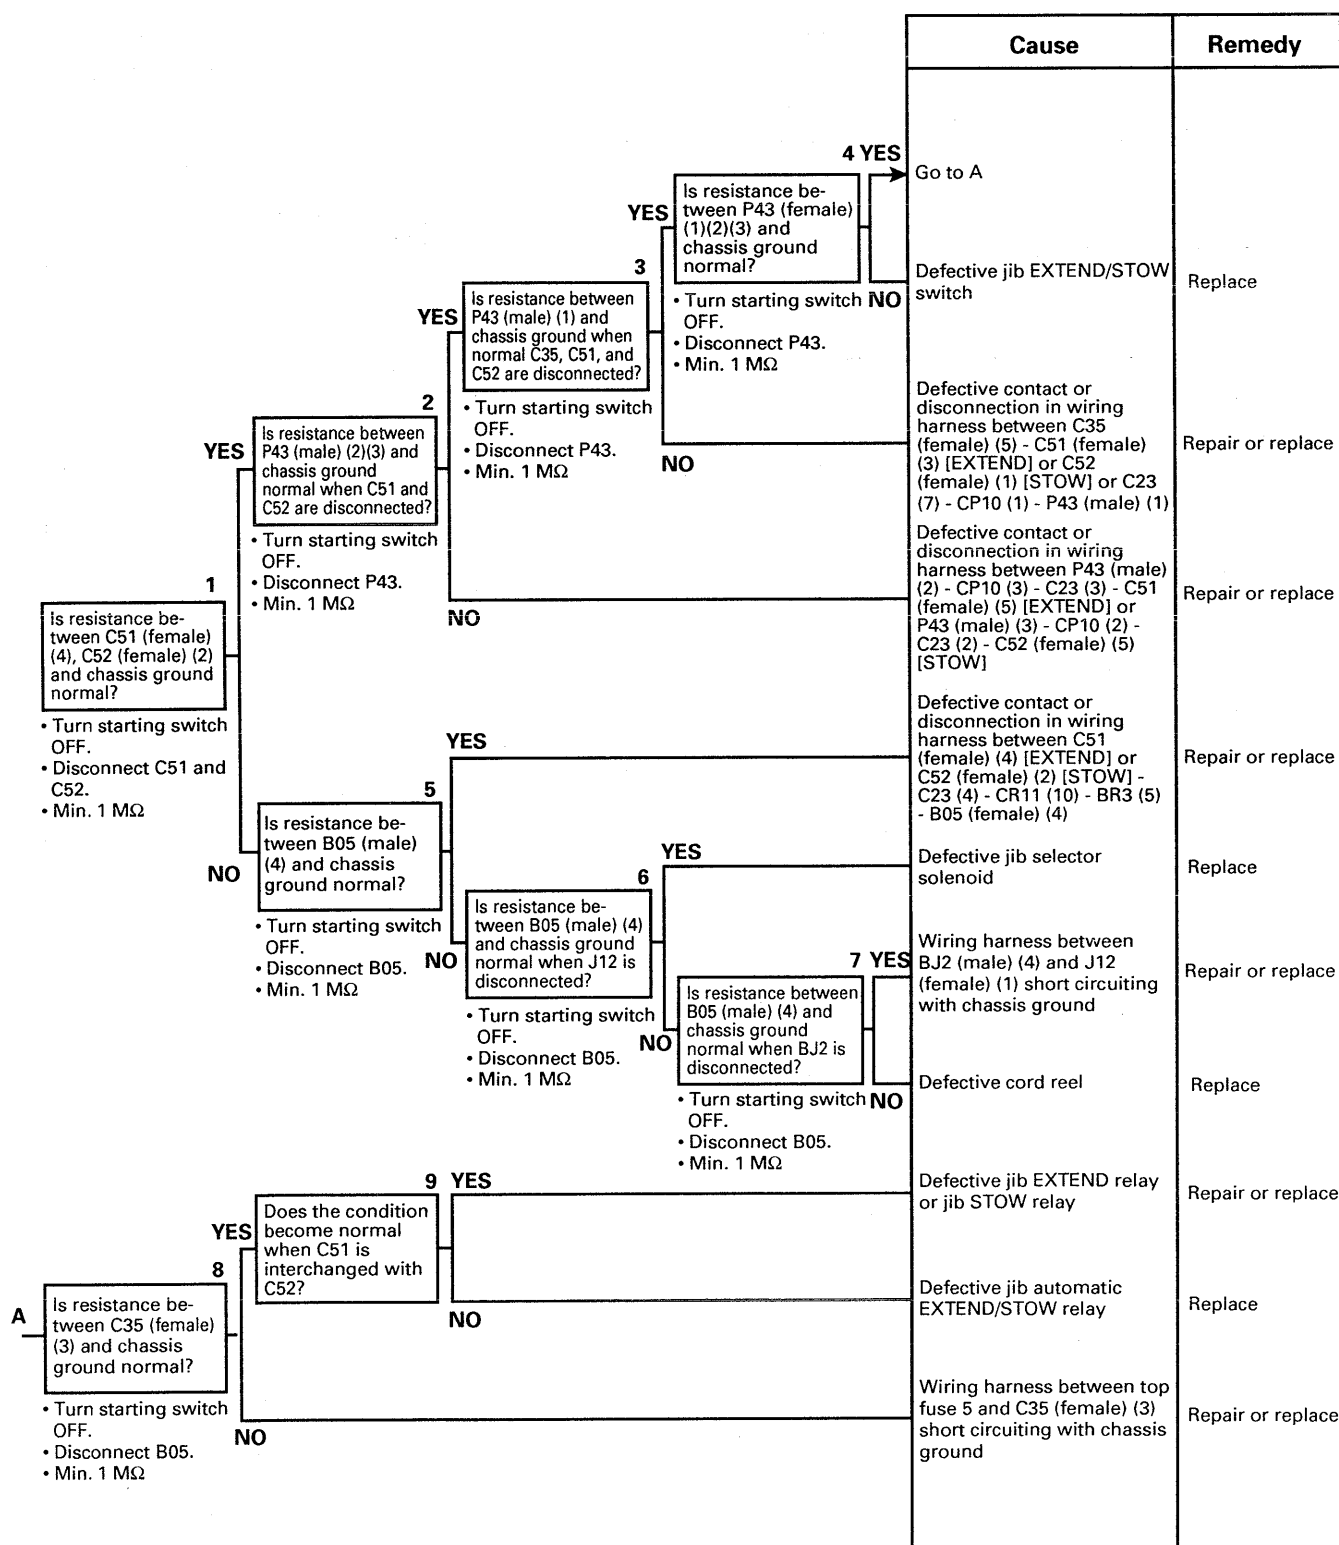 Cause
Remedy
4 YES
Go to A
Is resistance be-
tween P43 (female)
(1)(2)(3) and
chassis ground
normal?
YES
NO
Defective jib EXTEND/STOW
switch
Replace
• Turn starting switch
OFF.
• Disconnect P43.
• Min. 1 MΩ
3
Is resistance between
P43 (male) (1) and
chassis ground when
normal C35, C51, and
C52 are disconnected?
YES
NO
• Turn starting switch
OFF.
• Disconnect P43.
• Min. 1 MΩ
Defective contact or
disconnection in wiring
harness between C35
(female) (5) - C51 (female)
(3) [EXTEND] or C52
(female) (1) [STOW] or C23
(7) - CP10 (1) - P43 (male) (1)
Repair or replace
2
Is resistance between
P43 (male) (2)(3) and
chassis ground
normal when C51 and
C52 are disconnected?
YES
NO
• Turn starting switch
OFF.
• Disconnect P43.
• Min. 1 MΩ
Defective contact or
disconnection in wiring
harness between P43 (male)
(2) - CP10 (3) - C23 (3) - C51
(female) (5) [EXTEND] or
P43 (male) (3) - CP10 (2) -
C23 (2) - C52 (female) (5)
[STOW]
Repair or replace
1
Is resistance be-
tween C51 (female)
(4), C52 (female) (2)
and chassis ground
normal?
• Turn starting switch
OFF.
• Disconnect C51 and
C52.
• Min. 1 MΩ
NO
5
Is resistance be-
tween B05 (male)
(4) and chassis
ground normal?
YES
NO
• Turn starting switch
OFF.
• Disconnect B05.
• Min. 1 MΩ
Defective contact or
disconnection in wiring
harness between C51
(female) (4) [EXTEND] or
C52 (female) (2) [STOW] -
C23 (4) - CR11 (10) - BR3 (5)
- B05 (female) (4)
Repair or replace
6
Is resistance be-
tween B05 (male) (4)
and chassis ground
normal when J12 is
disconnected?
YES
NO
• Turn starting switch
OFF.
• Disconnect B05.
• Min. 1 MΩ
Defective jib selector
solenoid
Replace
7 YES
Is resistance between
B05 (male) (4) and
chassis ground
normal when BJ2 is
disconnected?
NO
• Turn starting switch
OFF.
• Disconnect B05.
• Min. 1 MΩ
Wiring harness between
BJ2 (male) (4) and J12
(female) (1) short circuiting
with chassis ground
Repair or replace
Defective cord reel
Replace
9 YES
Does the condition
become normal
when C51 is
interchanged with
C52?
YES
NO
Defective jib EXTEND relay
or jib STOW relay
Repair or replace
Defective jib automatic
EXTEND/STOW relay
Replace
8
A
Is resistance be-
tween C35 (female)
(3) and chassis
ground normal?
• Turn starting switch
OFF.
• Disconnect B05.
• Min. 1 MΩ
NO
Wiring harness between top
fuse 5 and C35 (female) (3)
short circuiting with chassis
ground
Repair or replace